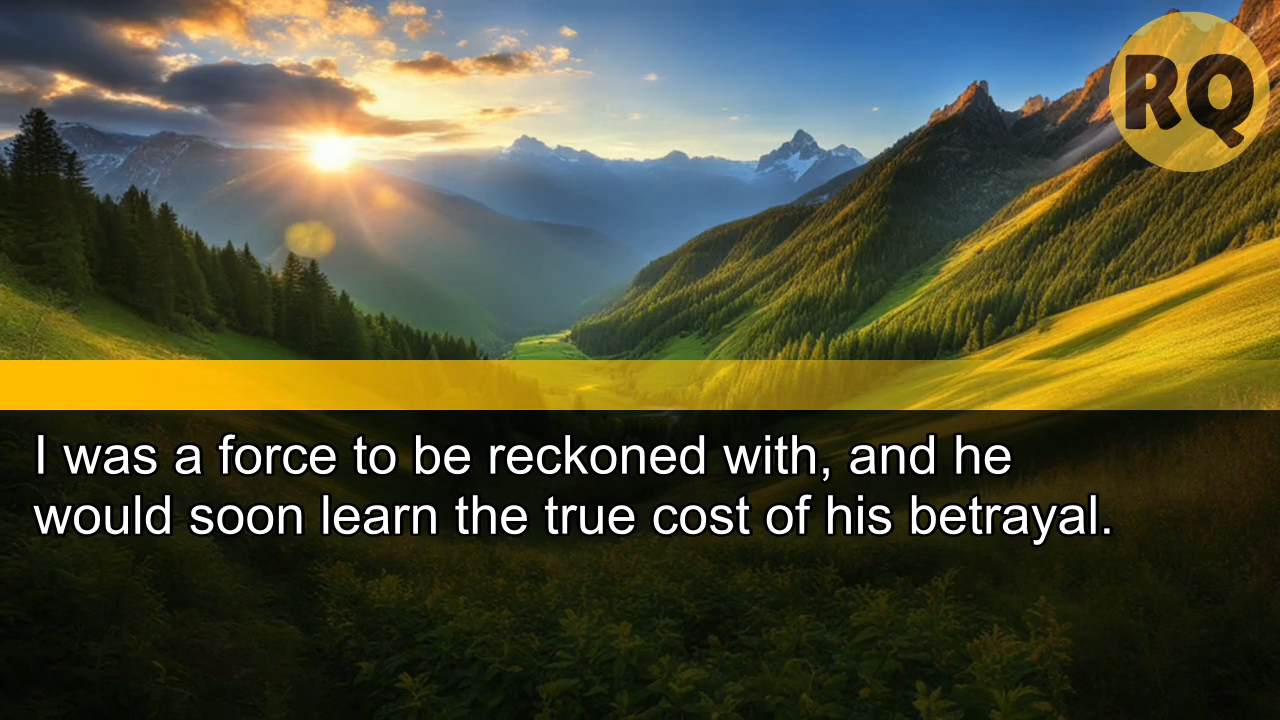 RQ
I was a force to be reckoned with, and he
would soon learn the true cost of his betrayal.